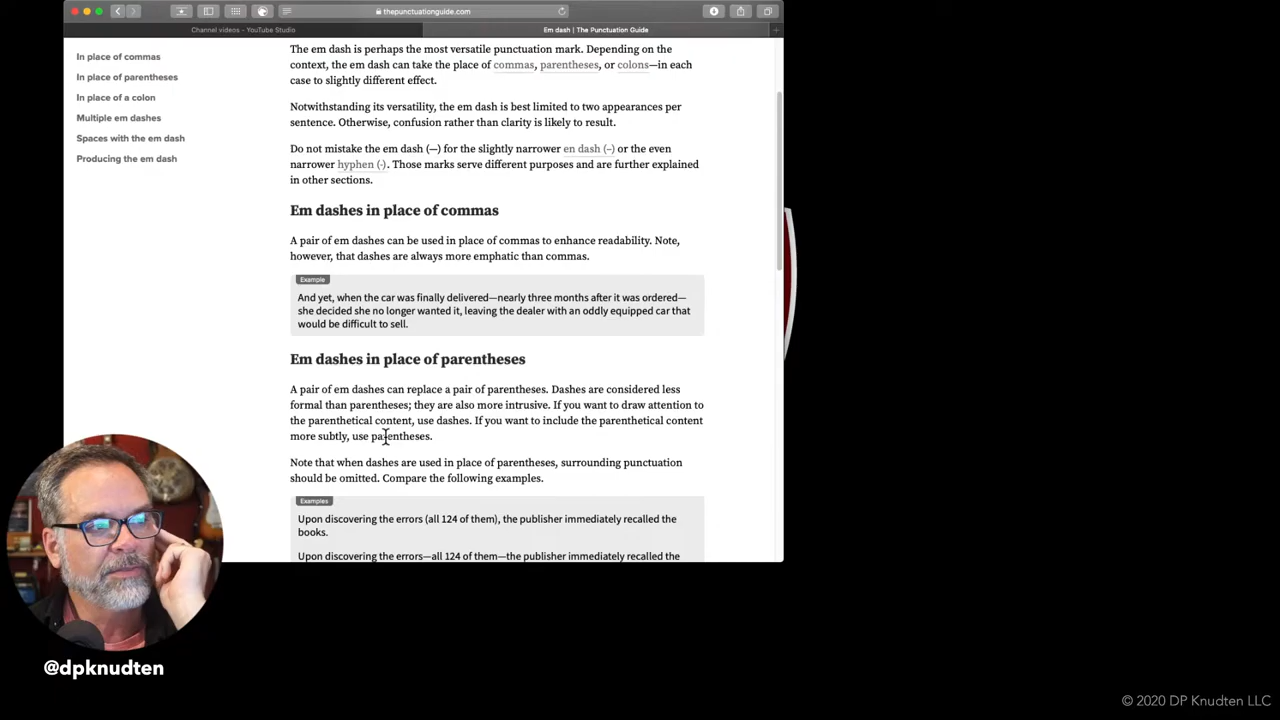 thepunctuationguide.com
Channel videos - YouTube Studio
Em dash | The Punctuation Guide
In place of commas
In place of parentheses
In place of a colon
Multiple em dashes
Spaces with the em dash
Producing the em dash
The em dash is perhaps the most versatile punctuation mark. Depending on the
context, the em dash can take the place of commas, parentheses, or colons—in each
case to slightly different effect.
Notwithstanding its versatility, the em dash is best limited to two appearances per
sentence. Otherwise, confusion rather than clarity is likely to result.
Do not mistake the em dash (—) for the slightly narrower en dash (–) or the even
narrower hyphen (-). Those marks serve different purposes and are further explained
in other sections.
Em dashes in place of commas
A pair of em dashes can be used in place of commas to enhance readability. Note,
however, that dashes are always more emphatic than commas.
Example
And yet, when the car was finally delivered—nearly three months after it was ordered—
she decided she no longer wanted it, leaving the dealer with an oddly equipped car that
would be difficult to sell.
Em dashes in place of parentheses
A pair of em dashes can replace a pair of parentheses. Dashes are considered less
formal than parentheses; they are also more intrusive. If you want to draw attention to
the parenthetical content, use dashes. If you want to include the parenthetical content
more subtly, use parentheses.
Note that when dashes are used in place of parentheses, surrounding punctuation
should be omitted. Compare the following examples.
Examples
Upon discovering the errors (all 124 of them), the publisher immediately recalled the
books.
Upon discovering the errors—all 124 of them—the publisher immediately recalled the
@dpknudten
© 2020 DP Knudten LLC